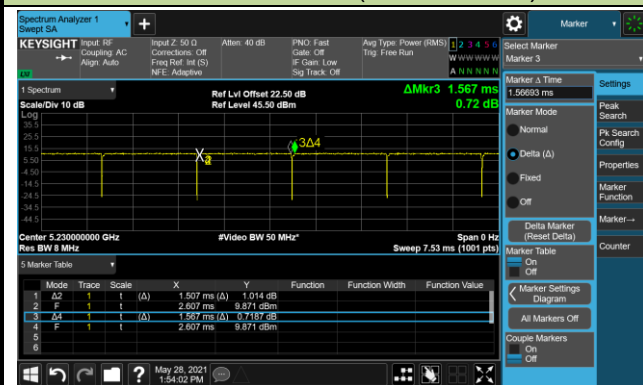 Spectrum Analyzer 1
Swept SA
+
Marker
KEYSIGHT
Input: RF
Coupling: AC
Align: Auto
Input Z: 50 Ω
Corrections: Off
Freq Ref: Int (S)
NFE: Adaptive
Atten: 40 dB
PNO: Fast
Gate: Off
IF Gain: Low
Sig Track: Off
Avg Type: Power (RMS)
Trig: Free Run
1 2 3 4 5 6
W W W W W W
A N N N N N
Select Marker
Marker 3
1 Spectrum
Scale/Div 10 dB
Log
Ref Lvl Offset 22.50 dB
Ref Level 45.50 dBm
ΔMkr3 1.567 ms
0.72 dB
35.5
25.5
15.5
5.50
-4.50
-14.5
-24.5
-34.5
-44.5
3Δ4
Center 5.230000000 GHz
Res BW 8 MHz
#Video BW 50 MHz*
Span 0 Hz
Sweep 7.53 ms (1001 pts)
Marker Δ Time
1.56693 ms
Marker Mode
Normal
Delta (Δ)
Fixed
Off
Delta Marker
(Reset Delta)
Marker Table
On
Off
Marker Settings
Diagram
All Markers Off
Couple Markers
On
Off
Settings
Peak
Search
Pk Search
Config
Properties
Marker
Function
Marker→
Counter
5 Marker Table
Mode Trace Scale X Y Function Function Width Function Value
1 Δ2 1 t (Δ) 1.507 ms (Δ) 1.014 dB
2 F 1 t 2.607 ms 9.871 dBm
3 Δ4 1 t (Δ) 1.567 ms (Δ) 0.7187 dB
4 F 1 t 2.607 ms 9.871 dBm
5
6
?
May 28, 2021
1:54:02 PM